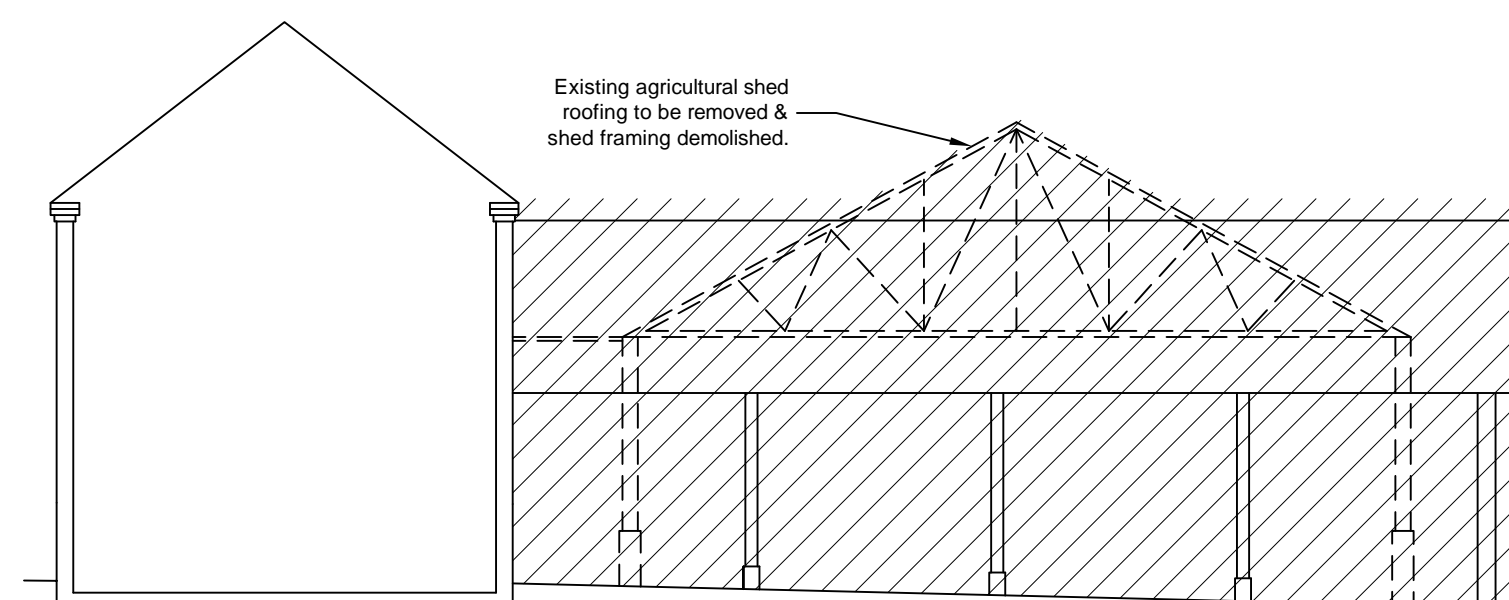 Existing agricultural shed
roofing to be removed &
shed framing demolished.